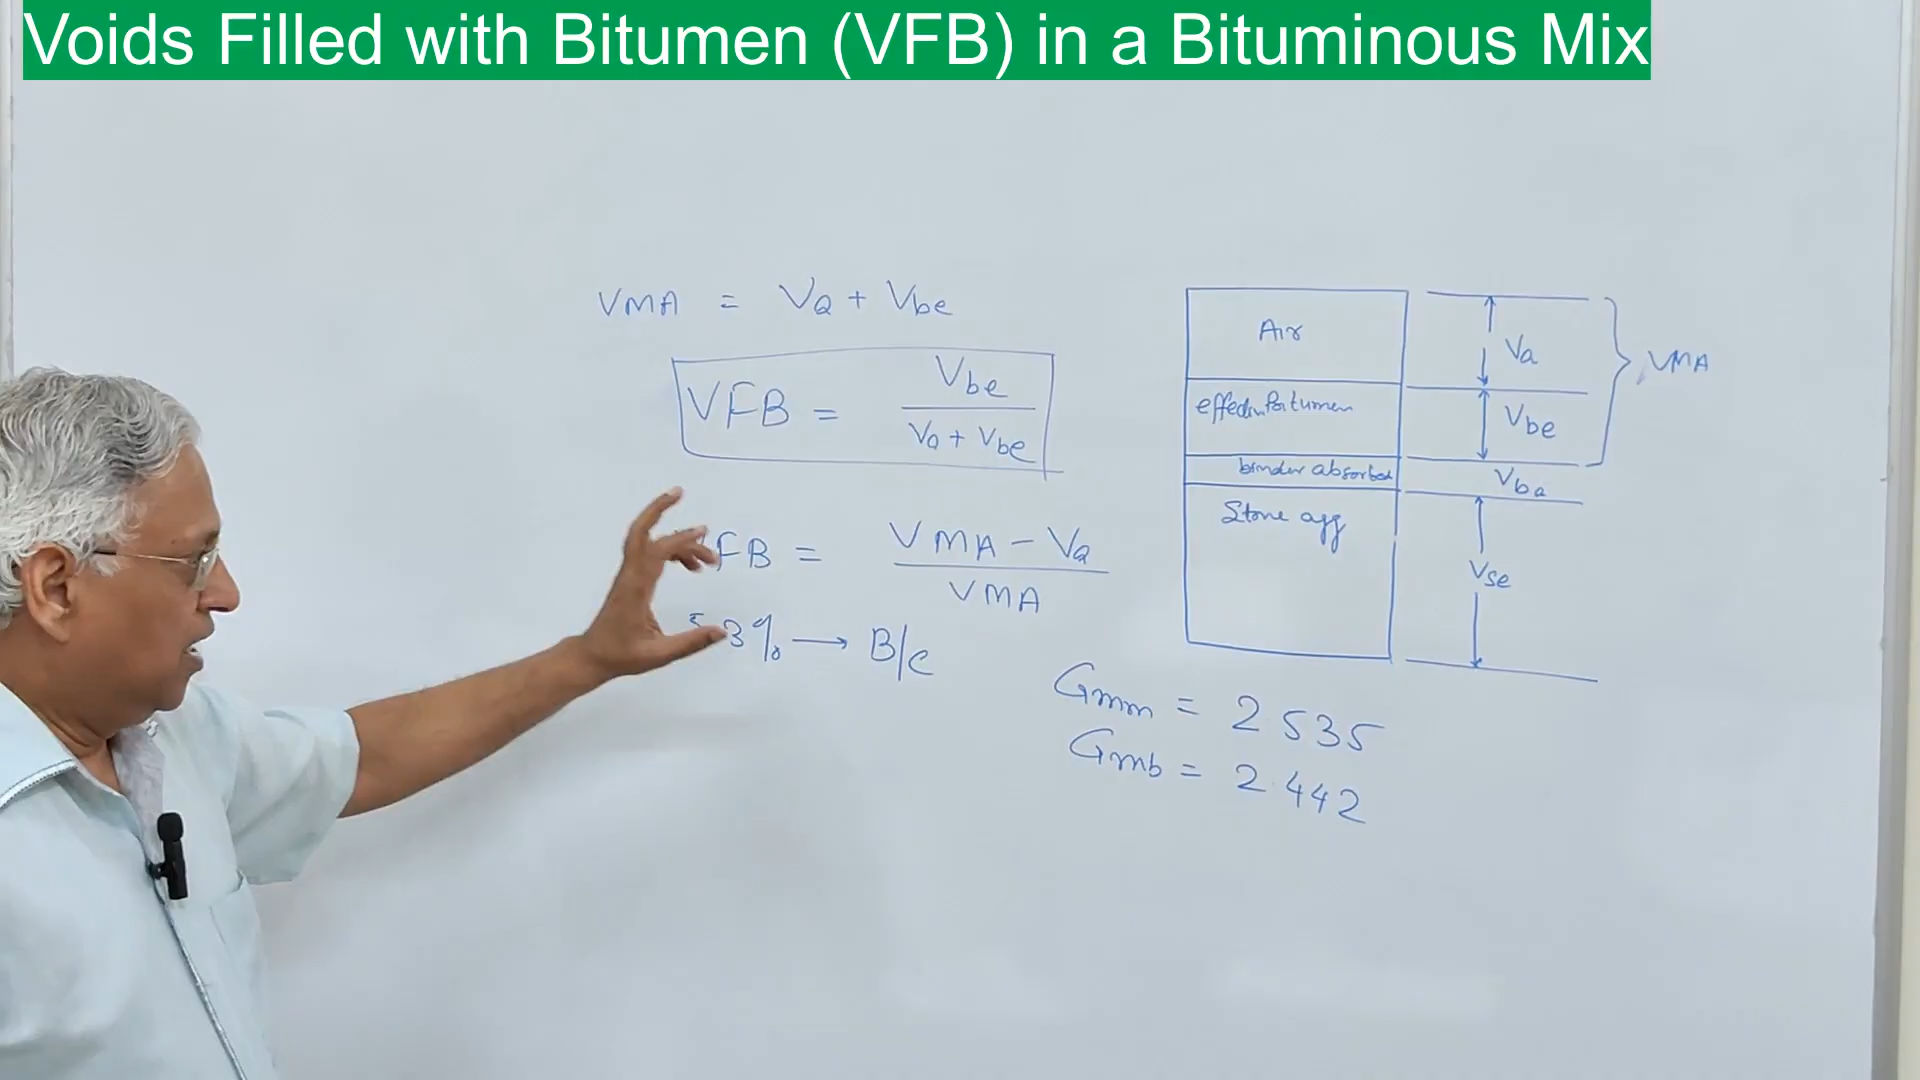 Voids Filled with Bitumen (VFB) in a Bituminous Mix
VMA = Va + Vbe
VFB = Vbe / Va + Vbe
FB = VMA - Va / VMA
3% → B/c
Air
binder absorbed
Stone agg
Va
Vbe
Vba
Vse
VMA
Gmm = 2.535
Gmb = 2.442